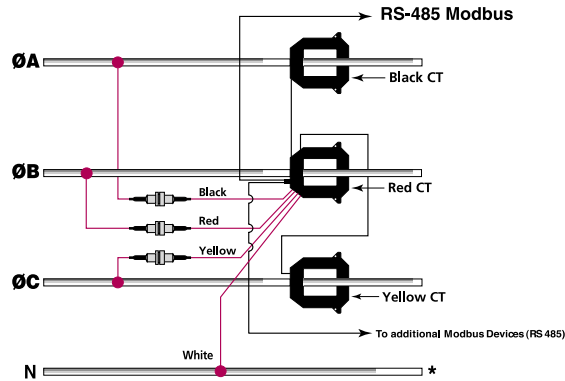 RS-485 Modbus
ØA
Black CT
ØB
Black
Red CT
Red
Yellow
ØC
Yellow CT
To additional Modbus Devices (RS 485)
White
N
*